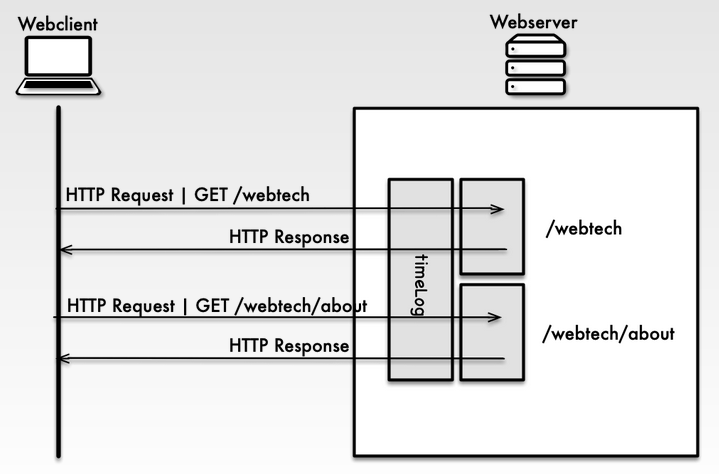 Webclient
Webserver
HTTP Request | GET /webtech
/webtech
HTTP Response
timeLog
HTTP Request | GET /webtech/about
/webtech/about
HTTP Response